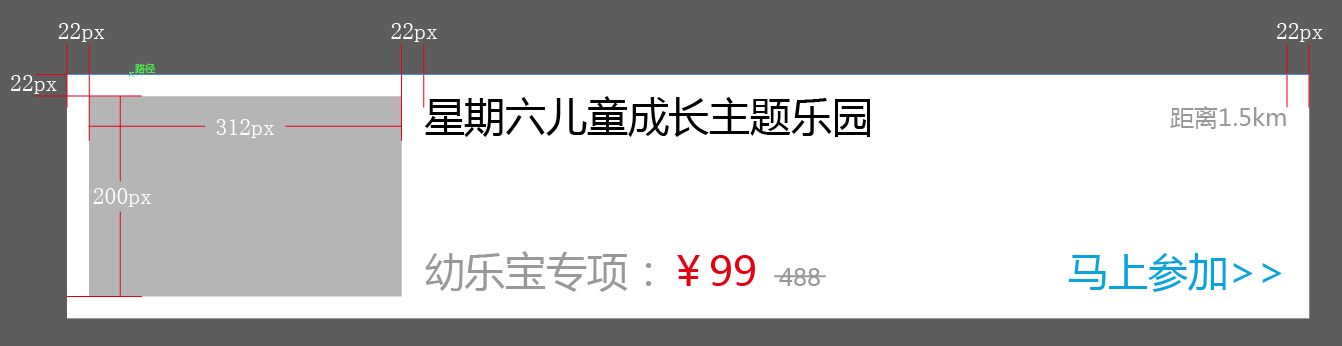 22px 22px 22px
路径
22px
星期六儿童成长主题乐园
距离1.5km
312px
200px
幼乐宝专项：￥99 488 马上参加>>